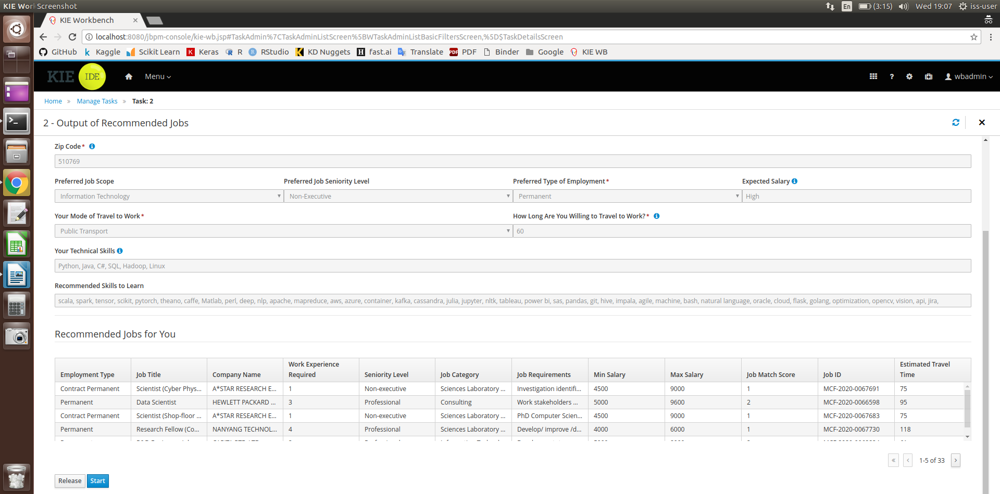 KIE Wor Screenshot
En (3:15) Wed 19:07 iss-user
KIE Workbench
localhost:8080/jbpm-console/kie-wb.jsp#TaskAdmin%7CTaskAdminListScreen%5BWTaskAdminListBasicFiltersScreen,%5D$TaskDetailsScreen
GitHub Kaggle Scikit Learn Keras R RStudio KD Nuggets fast.ai Translate PDF Binder Google KIE WB
KIE IDE Menu ? wbadmin
Home » Manage Tasks » Task: 2
2 - Output of Recommended Jobs
Zip Code*
510769
Preferred Job Scope Preferred Job Seniority Level Preferred Type of Employment* Expected Salary
Information Technology Non-Executive Permanent High
Your Mode of Travel to Work* How Long Are You Willing to Travel to Work?*
Public Transport 60
Your Technical Skills
Python, Java, C#, SQL, Hadoop, Linux
Recommended Skills to Learn
scala, spark, tensor, scikit, pytorch, theano, caffe, Matlab, perl, deep, nlp, apache, mapreduce, aws, azure, container, kafka, cassandra, julia, jupyter, nltk, tableau, power bi, sas, pandas, git, hive, impala, agile, machine, bash, natural language, oracle, cloud, flask, golang, optimization, opencv, vision, api, jira,
Recommended Jobs for You
Employment Type Job Title Company Name Work Experience Required Seniority Level Job Category Job Requirements Min Salary Max Salary Job Match Score Job ID Estimated Travel Time
Contract Permanent Scientist (Cyber Phys... A*STAR RESEARCH E... 1 Non-executive Sciences Laboratory ... Investigation identifi... 4500 9000 1 MCF-2020-0067691 75
Permanent Data Scientist HEWLETT PACKARD ... 3 Professional Consulting Work stakeholders ... 5000 9600 2 MCF-2020-0066598 95
Contract Permanent Scientist (Shop-floor ... A*STAR RESEARCH E... 1 Non-executive Sciences Laboratory ... PhD Computer Scien... 4500 9000 1 MCF-2020-0067683 75
Permanent Research Fellow (Co... NANYANG TECHNOL... 4 Professional Sciences Laboratory ... Develop/ improve /d... 4000 6000 1 MCF-2020-0067730 118
« ‹ 1-5 of 33 ›
Release Start